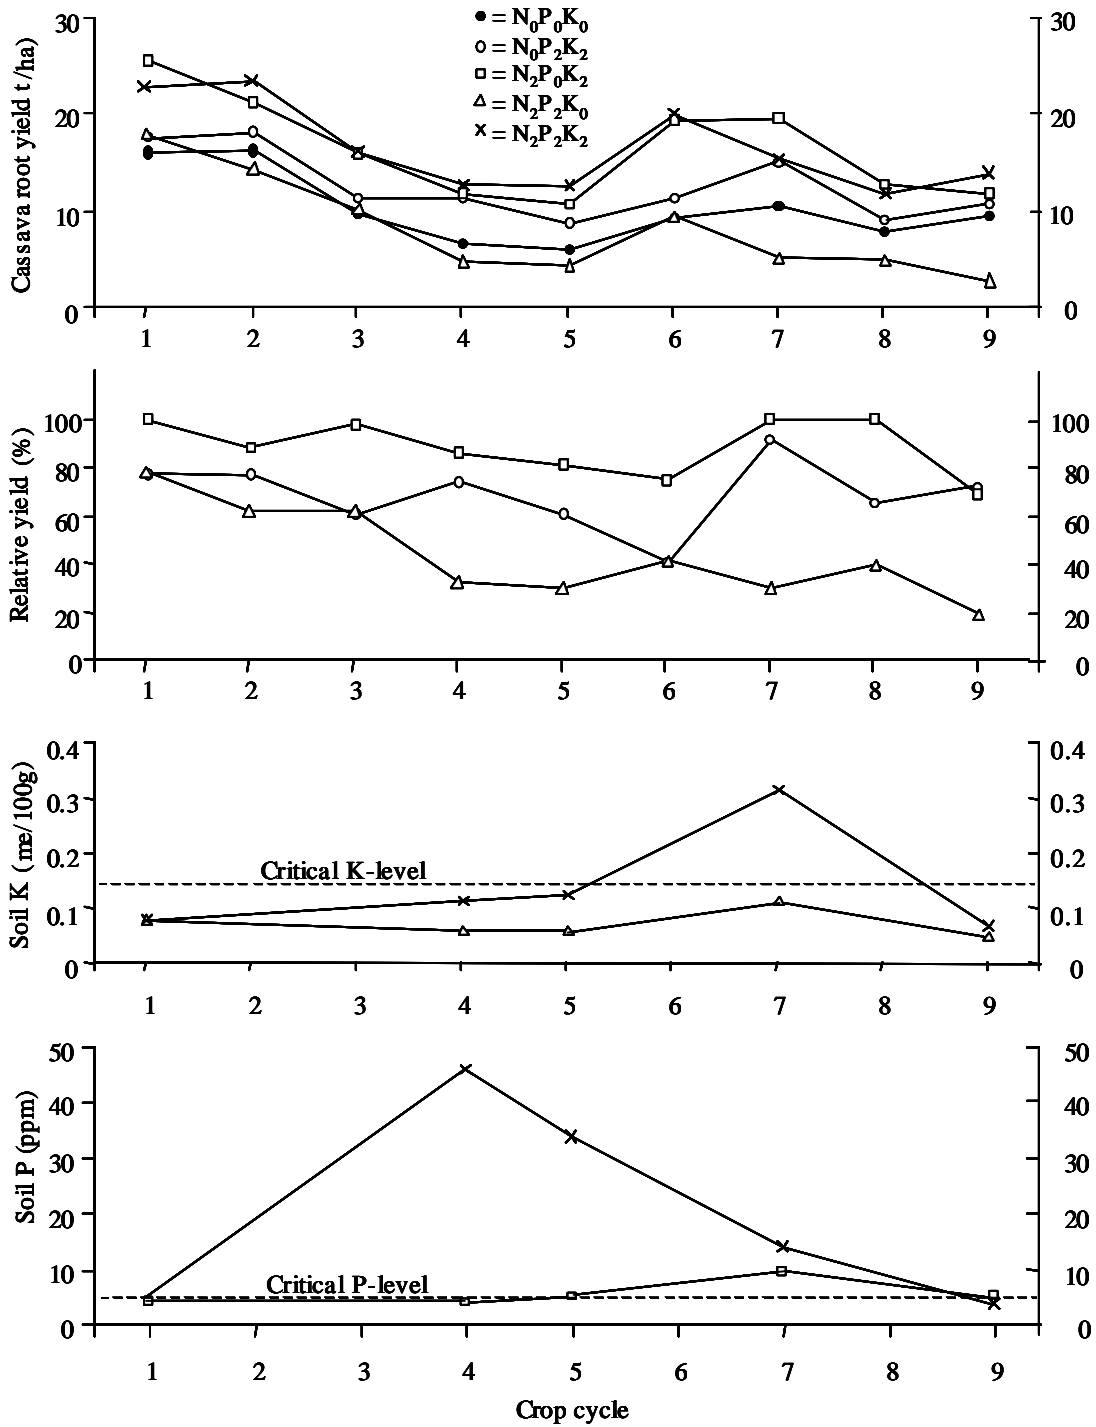 ● = N₀P₀K₀
○ = N₀P₂K₂
□ = N₂P₀K₂
△ = N₂P₂K₀
× = N₂P₂K₂
Cassava root yield t/ha)
30
20
10
0
30
20
10
0
1 2 3 4 5 6 7 8 9
Relative yield (%)
100
80
60
40
20
0
100
80
60
40
20
0
1 2 3 4 5 6 7 8 9
Soil K (me/100g)
0.4
0.3
0.2
0.1
0
Critical K-level
0.4
0.3
0.2
0.1
0
1 2 3 4 5 6 7 8 9
Soil P (ppm)
50
40
30
20
10
0
Critical P-level
50
40
30
20
10
0
1 2 3 4 5 6 7 8 9
Crop cycle